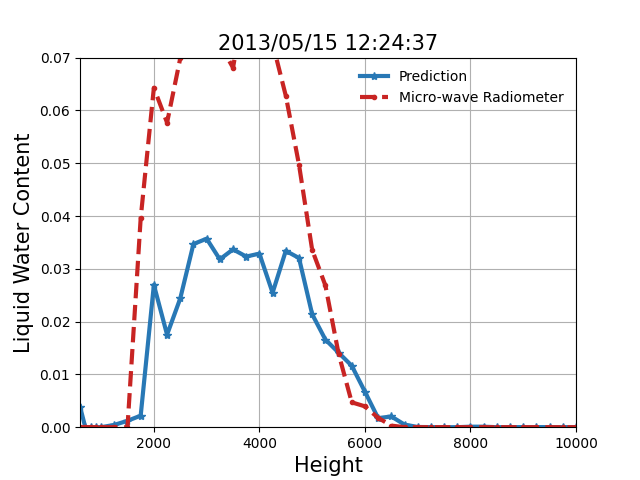 2013/05/15 12:24:37
0.07
0.06
0.05
0.04
0.03
0.02
0.01
0.00
Liquid Water Content
Prediction
Micro-wave Radiometer
2000 4000 6000 8000 10000
Height